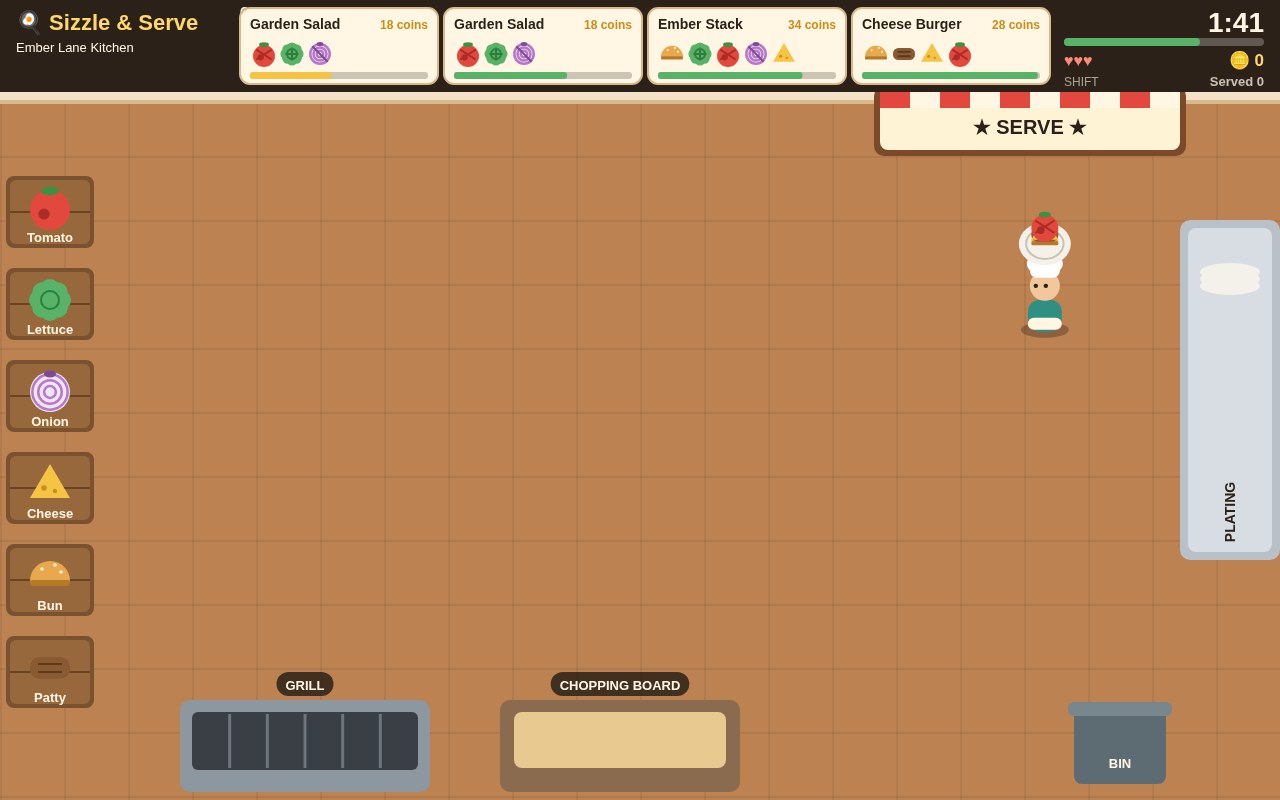 🍳 Sizzle & Serve
Ember Lane Kitchen
Garden Salad 18 coins
Garden Salad 18 coins
Ember Stack 34 coins
Cheese Burger 28 coins
1:41
♥♥♥ 🪙 0
SHIFT Served 0
★ SERVE ★
Tomato
Lettuce
Onion
Cheese
Bun
Patty
PLATING
GRILL
CHOPPING BOARD
BIN